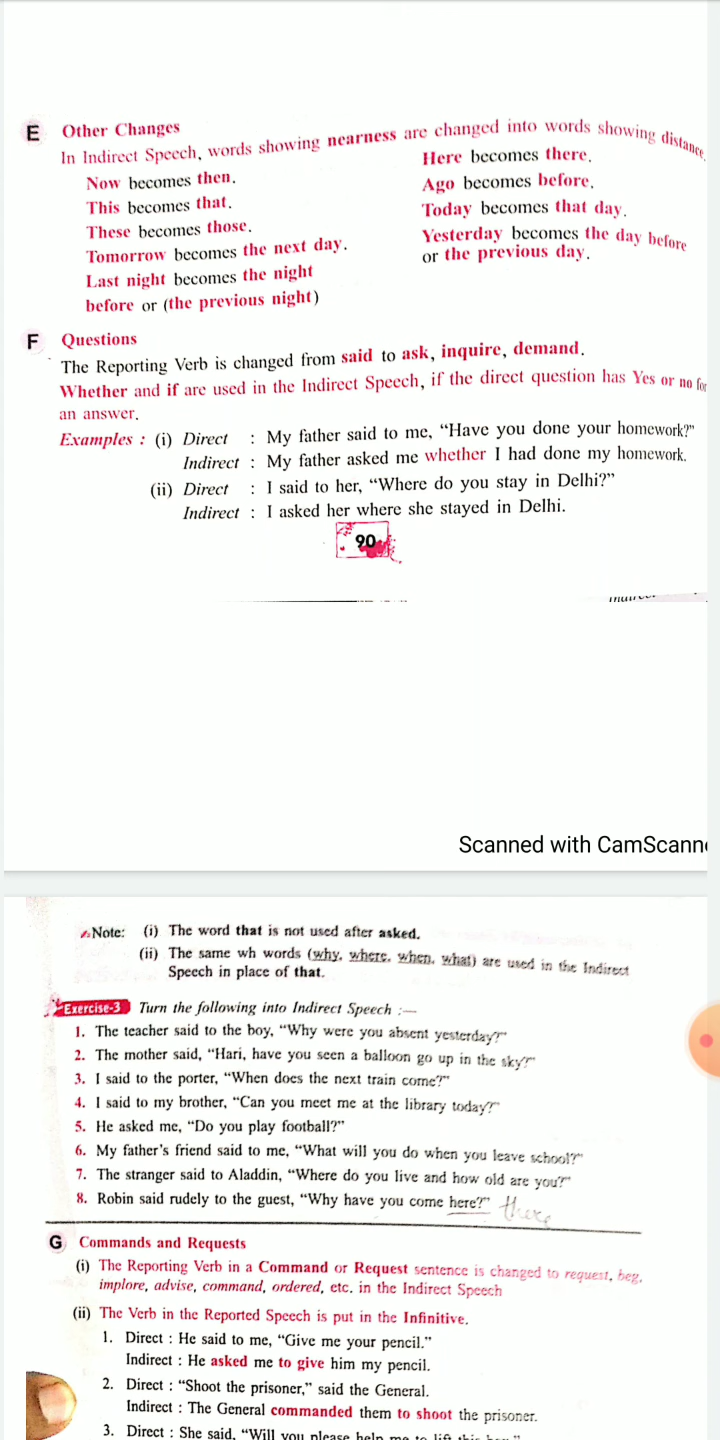 E Other Changes
In Indirect Speech, words showing nearness are changed into words showing distance.
Now becomes then.
This becomes that.
These becomes those.
Tomorrow becomes the next day.
Last night becomes the night
before or (the previous night)
Here becomes there.
Ago becomes before.
Today becomes that day.
Yesterday becomes the day before
or the previous day.
F Questions
The Reporting Verb is changed from said to ask, inquire, demand.
Whether and if are used in the Indirect Speech, if the direct question has Yes or no for
an answer.
Examples : (i) Direct : My father said to me, “Have you done your homework?”
Indirect : My father asked me whether I had done my homework.
(ii) Direct : I said to her, “Where do you stay in Delhi?”
Indirect : I asked her where she stayed in Delhi.
90
Scanned with CamScann
Note: (i) The word that is not used after asked.
(ii) The same wh words (why, where, when, what) are used in the Indirect
Speech in place of that.
Exercise-3 Turn the following into Indirect Speech :—
1. The teacher said to the boy, “Why were you absent yesterday?”
2. The mother said, “Hari, have you seen a balloon go up in the sky?”
3. I said to the porter, “When does the next train come?”
4. I said to my brother, “Can you meet me at the library today?”
5. He asked me, “Do you play football?”
6. My father’s friend said to me, “What will you do when you leave school?”
7. The stranger said to Aladdin, “Where do you live and how old are you?”
8. Robin said rudely to the guest, “Why have you come here?” there
G Commands and Requests
(i) The Reporting Verb in a Command or Request sentence is changed to request, beg,
implore, advise, command, ordered, etc. in the Indirect Speech
(ii) The Verb in the Reported Speech is put in the Infinitive.
1. Direct : He said to me, “Give me your pencil.”
Indirect : He asked me to give him my pencil.
2. Direct : “Shoot the prisoner,” said the General.
Indirect : The General commanded them to shoot the prisoner.
3. Direct : She said, “Will you please help me to lift this box.”